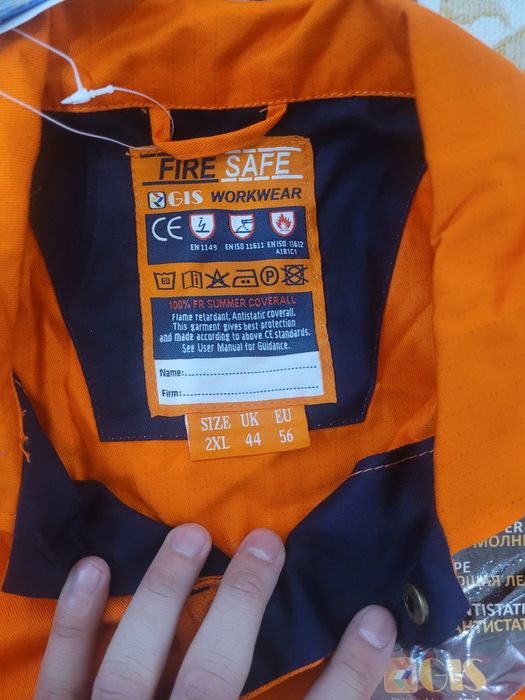 FIRE SAFE
GIS WORKWEAR
CE
EN 1149 EN ISO 11611 EN ISO 11612
A1B1C1
60 P
100% FR SUMMER COVERALL
Flame retardant, Antistatic coverall.
This garment gives best protection
and made according to above CE standards.
See User Manual for Guidance.
Name:
Firm:
SIZE UK EU
2XL 44 56
GIS